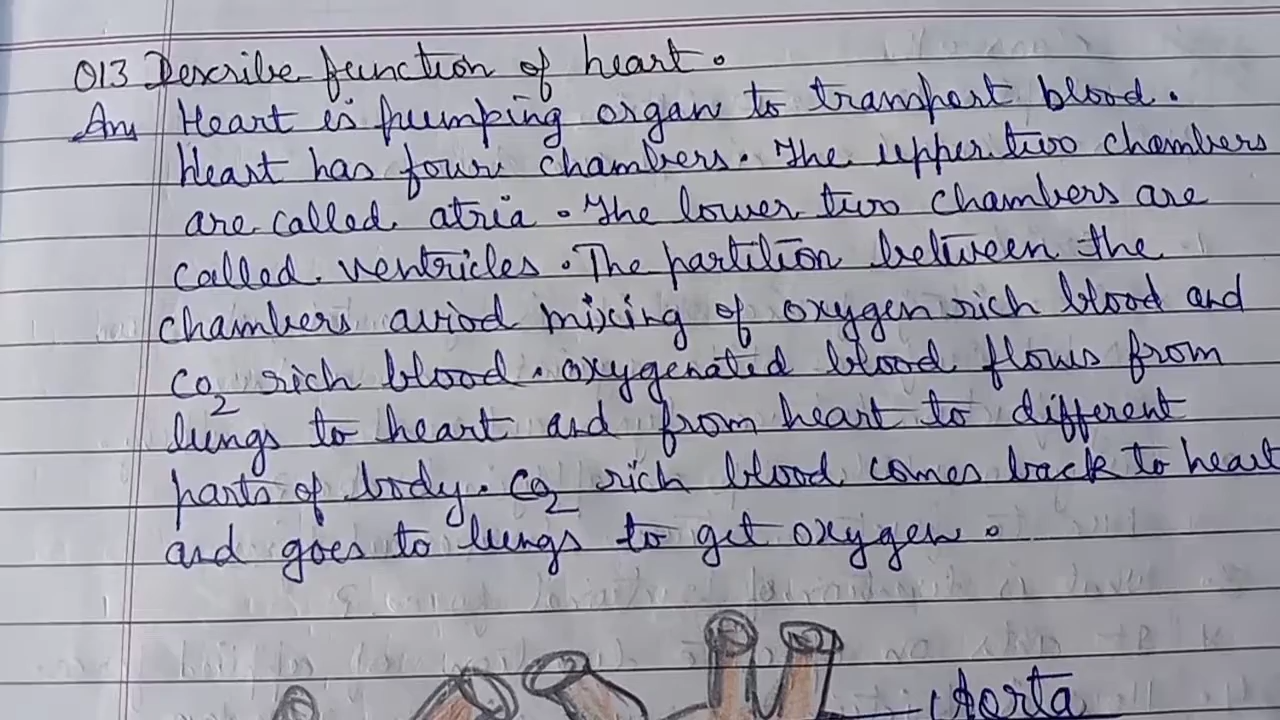 Q13 Describe function of heart.
Ans Heart is pumping organ to transport blood.
Heart has four chambers. The upper two chambers
are called atria. The lower two chambers are
called ventricles. The partition between the
chambers aviod mixing of oxygen rich blood and
CO2 rich blood. oxygenated blood flows from
lungs to heart and from heart to different
parts of body. CO2 rich blood comes back to heart
and goes to lungs to get oxygen.
Aorta